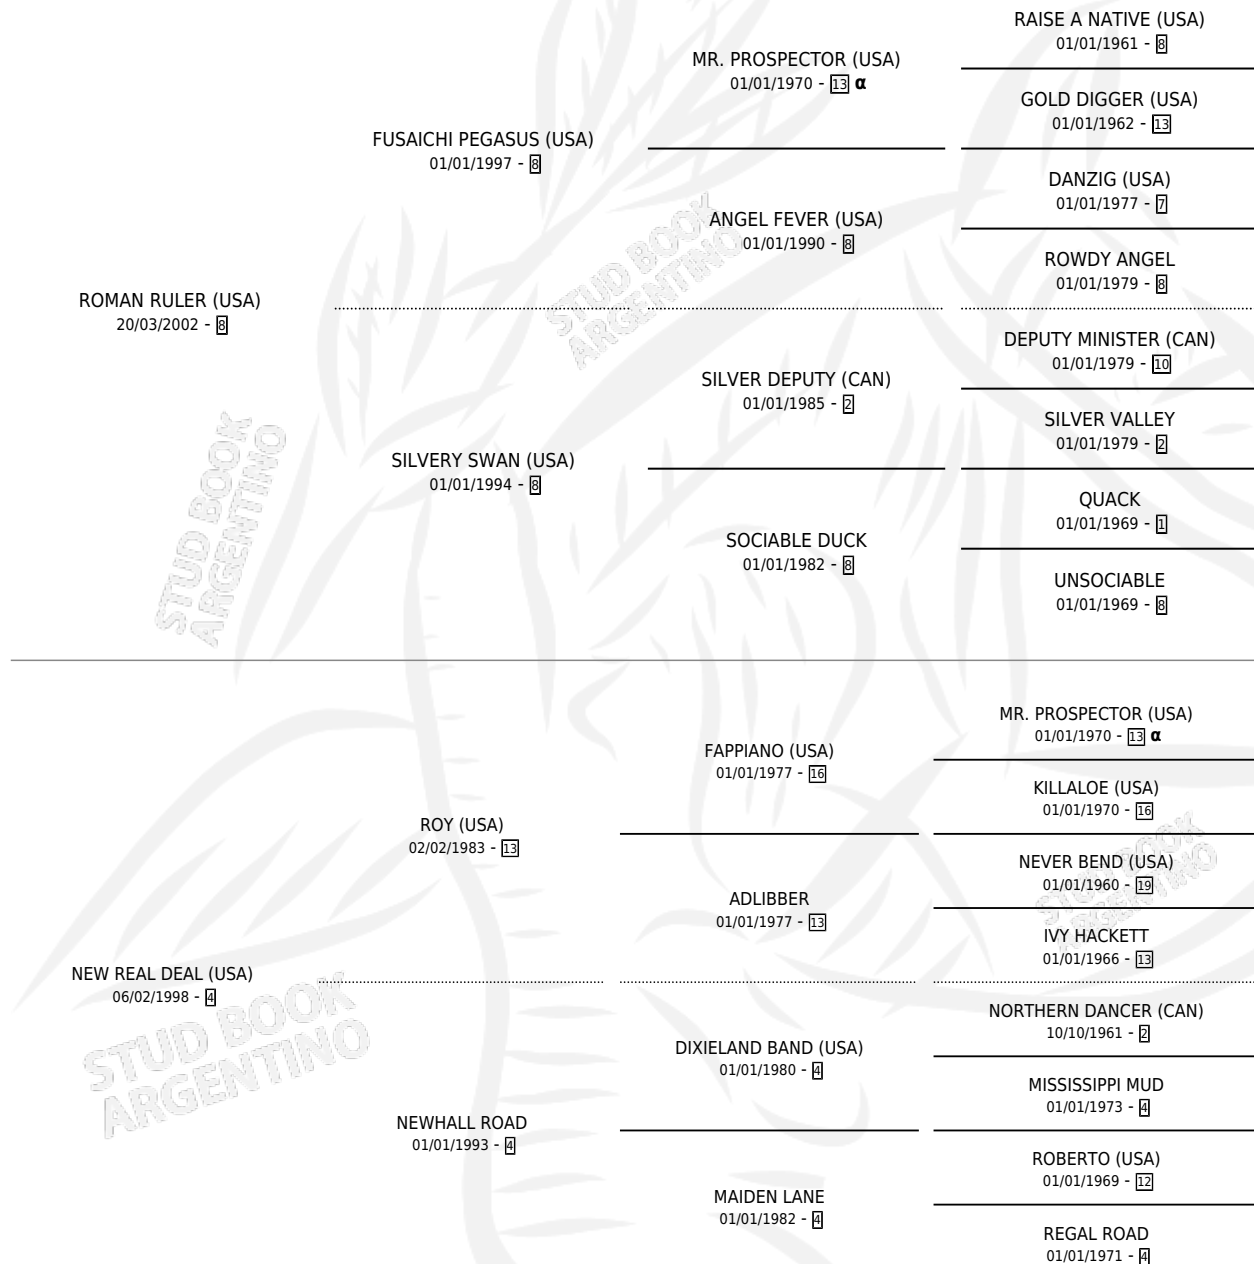 RAISE A NATIVE (USA)
01/01/1961 - 8
MR. PROSPECTOR (USA)
01/01/1970 - 13 α
GOLD DIGGER (USA)
01/01/1962 - 13
FUSAICHI PEGASUS (USA)
01/01/1997 - 8
DANZIG (USA)
01/01/1977 - 7
ANGEL FEVER (USA)
01/01/1990 - 8
ROWDY ANGEL
01/01/1979 - 8
ROMAN RULER (USA)
20/03/2002 - 8
DEPUTY MINISTER (CAN)
01/01/1979 - 10
SILVER DEPUTY (CAN)
01/01/1985 - 2
SILVER VALLEY
01/01/1979 - 2
SILVERY SWAN (USA)
01/01/1994 - 8
QUACK
01/01/1969 - 1
SOCIABLE DUCK
01/01/1982 - 8
UNSOCIABLE
01/01/1969 - 8
MR. PROSPECTOR (USA)
01/01/1970 - 13 α
FAPPIANO (USA)
01/01/1977 - 16
KILLALOE (USA)
01/01/1970 - 16
ROY (USA)
02/02/1983 - 13
NEVER BEND (USA)
01/01/1960 - 19
ADLIBBER
01/01/1977 - 13
IVY HACKETT
01/01/1966 - 13
NEW REAL DEAL (USA)
06/02/1998 - 4
NORTHERN DANCER (CAN)
10/10/1961 - 2
DIXIELAND BAND (USA)
01/01/1980 - 4
MISSISSIPPI MUD
01/01/1973 - 4
NEWHALL ROAD
01/01/1993 - 4
ROBERTO (USA)
01/01/1969 - 12
MAIDEN LANE
01/01/1982 - 4
REGAL ROAD
01/01/1971 - 4
STUD BOOK
ARGENTINO
STUD BOOK
ARGENTINO
STUD BOOK
ARGENTINO
STUD BOOK
ARGENTINO